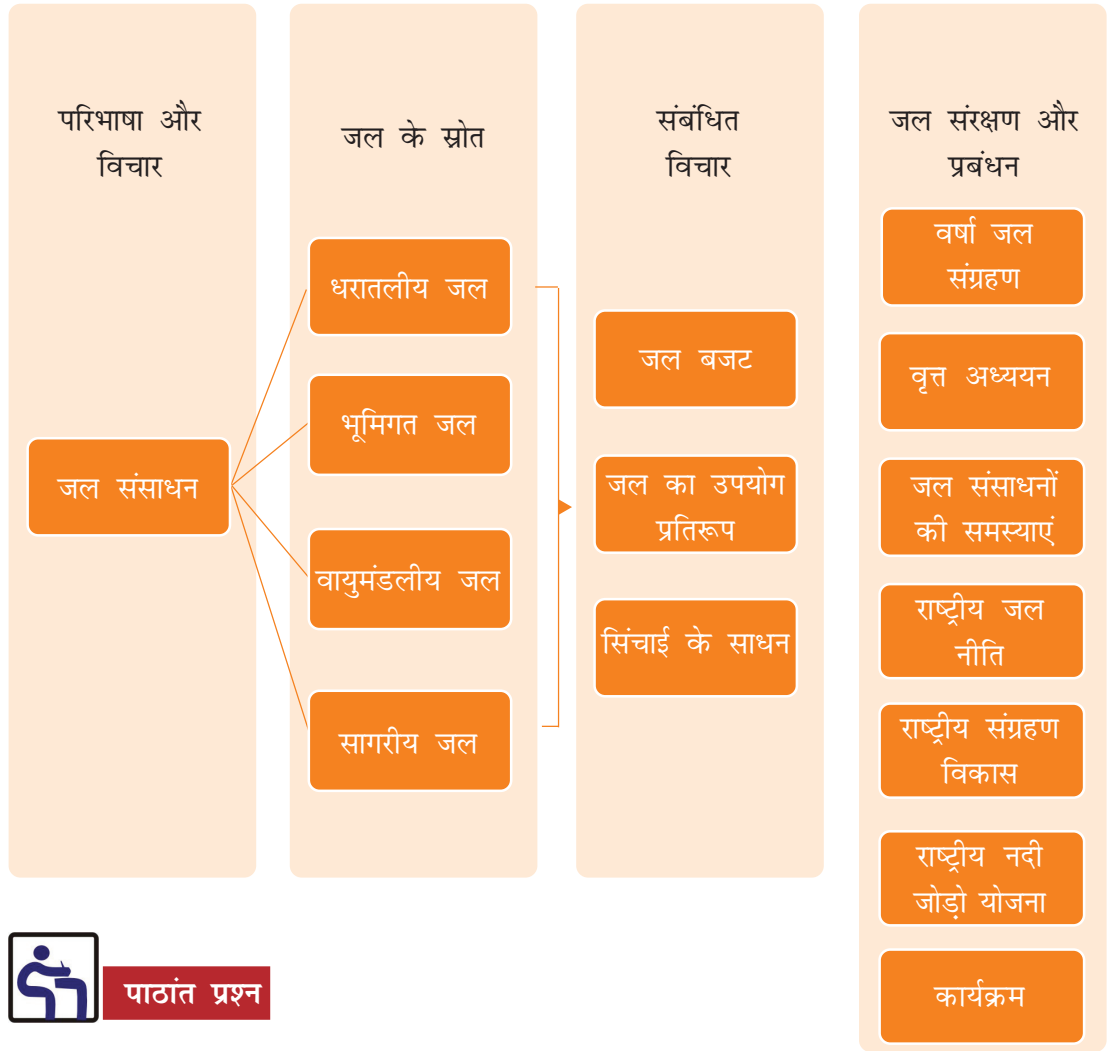 परिभाषा और
विचार
जल संसाधन
जल के स्रोत
धरातलीय जल
भूमिगत जल
वायुमंडलीय जल
सागरीय जल
संबंधित
विचार
जल बजट
जल का उपयोग
प्रतिरूप
सिंचाई के साधन
जल संरक्षण और
प्रबंधन
वर्षा जल
संग्रहण
वृत्त अध्ययन
जल संसाधनों
की समस्याएं
राष्ट्रीय जल
नीति
राष्ट्रीय संग्रहण
विकास
राष्ट्रीय नदी
जोड़ो योजना
कार्यक्रम
पाठांत प्रश्न